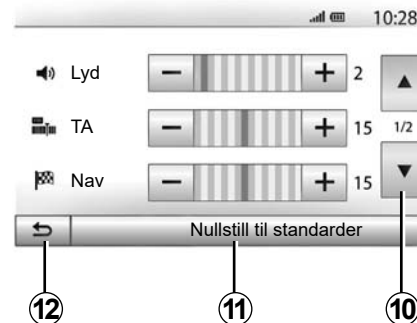 10:28
Lyd − + 2
TA − + 15 1/2
Nav − + 15
Nullstill til standarder
12 11 10